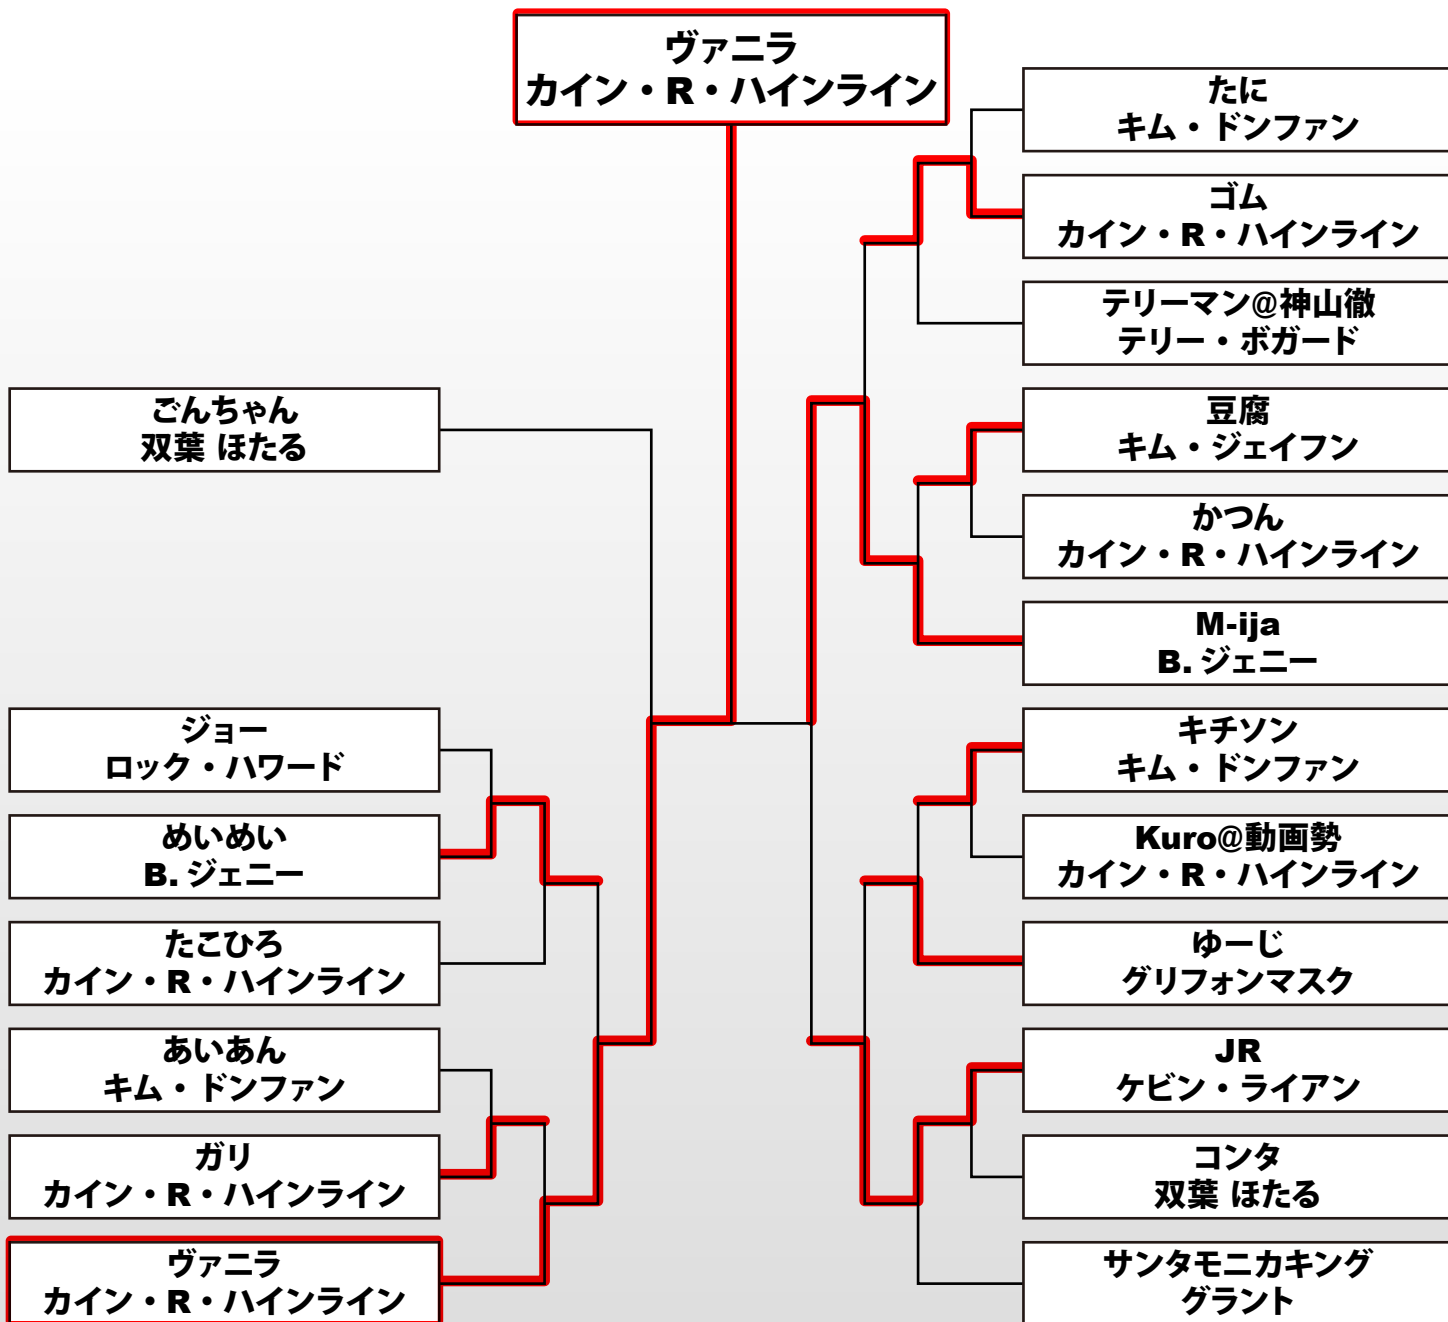 ヴァニラ
カイン・R・ハインライン
ごんちゃん
双葉 ほたる
ジョー
ロック・ハワード
めいめい
B. ジェニー
たこひろ
カイン・R・ハインライン
あいあん
キム・ドンファン
ガリ
カイン・R・ハインライン
ヴァニラ
カイン・R・ハインライン
たに
キム・ドンファン
ゴム
カイン・R・ハインライン
テリーマン@神山徹
テリー・ボガード
豆腐
キム・ジェイフン
かつん
カイン・R・ハインライン
M-ija
B. ジェニー
キチソン
キム・ドンファン
Kuro@動画勢
カイン・R・ハインライン
ゆーじ
グリフォンマスク
JR
ケビン・ライアン
コンタ
双葉 ほたる
サンタモニカキング
グラント